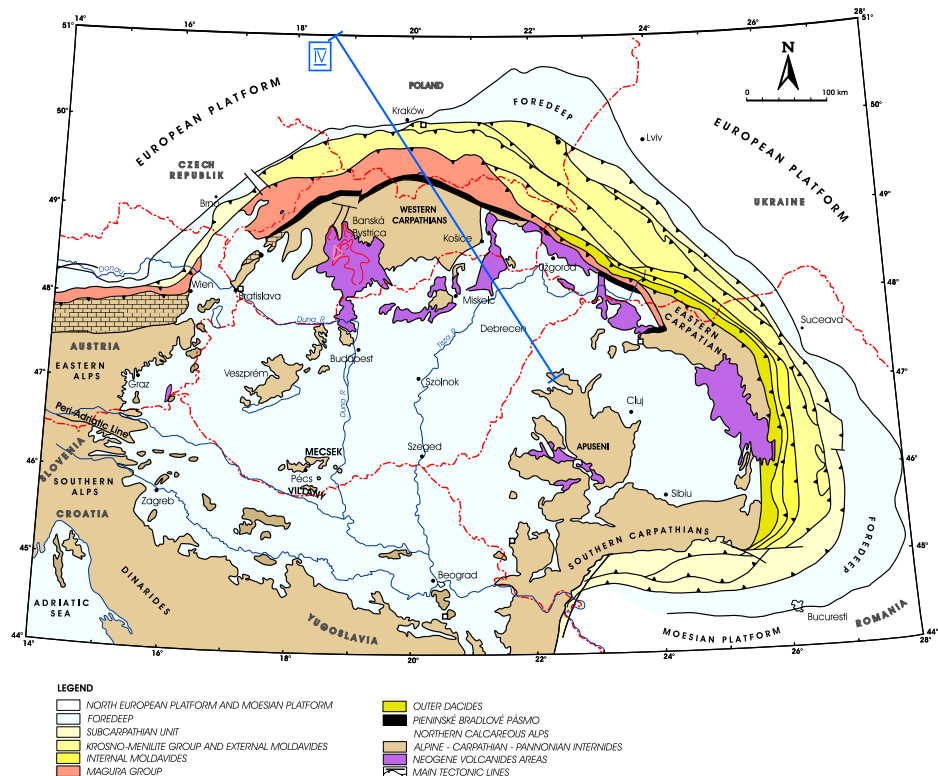 14° 16° 18° 20° 22° 24° 26° 28°
51° 51°
IV
N
0 100 km
POLAND
Kraków
FOREDEEP
EUROPEAN PLATFORM
50° 50°
Lviv
EUROPEAN PLATFORM
CZECH
REPUBLIK
UKRAINE
49° 49°
Brno
WESTERN
CARPATHIANS
Banská
Bystrica
Košice
Užgorod
Donau
48° 48°
Wien
Bratislava
Miskolc
Duna R.
Tisza R.
Debrecen
EASTERN
CARPATIAN
Suceava
AUSTRIA
EASTERN
ALPS
Budapest
47° 47°
Graz
Veszprém
Szolnok
Duna R.
Cluj
Peri-Adriatic Line
SLOVENIA
MECSEK
Szeged
APUSENI
46° 46°
Pécs
VILLÁNY
SOUTHERN
ALPS
Zagreb
Sibiu
CROATIA
SOUTHERN CARPATHIANS
FOREDEEP
45° 45°
DINARIDES
Beograd
ADRIATIC
SEA
YUGOSLAVIA
Bucuresti
ROMANIA
MOESIAN PLATFORM
44° 44°
14° 16° 18° 20° 22° 24° 26° 28°
LEGEND
NORTH EUROPEAN PLATFORM AND MOESIAN PLATFORM
FOREDEEP
SUBCARPATHIAN UNIT
KROSNO-MENILITE GROUP AND EXTERNAL MOLDAVIDES
INTERNAL MOLDAVIDES
MAGURA GROUP
OUTER DACIDES
PIENINSKÉ BRADLOVÉ PÁSMO
NORTHERN CALCAREOUS ALPS
ALPINE - CARPATHIAN - PANNONIAN INTERNIDES
NEOGENE VOLCANIDES AREAS
MAIN TECTONIC LINES